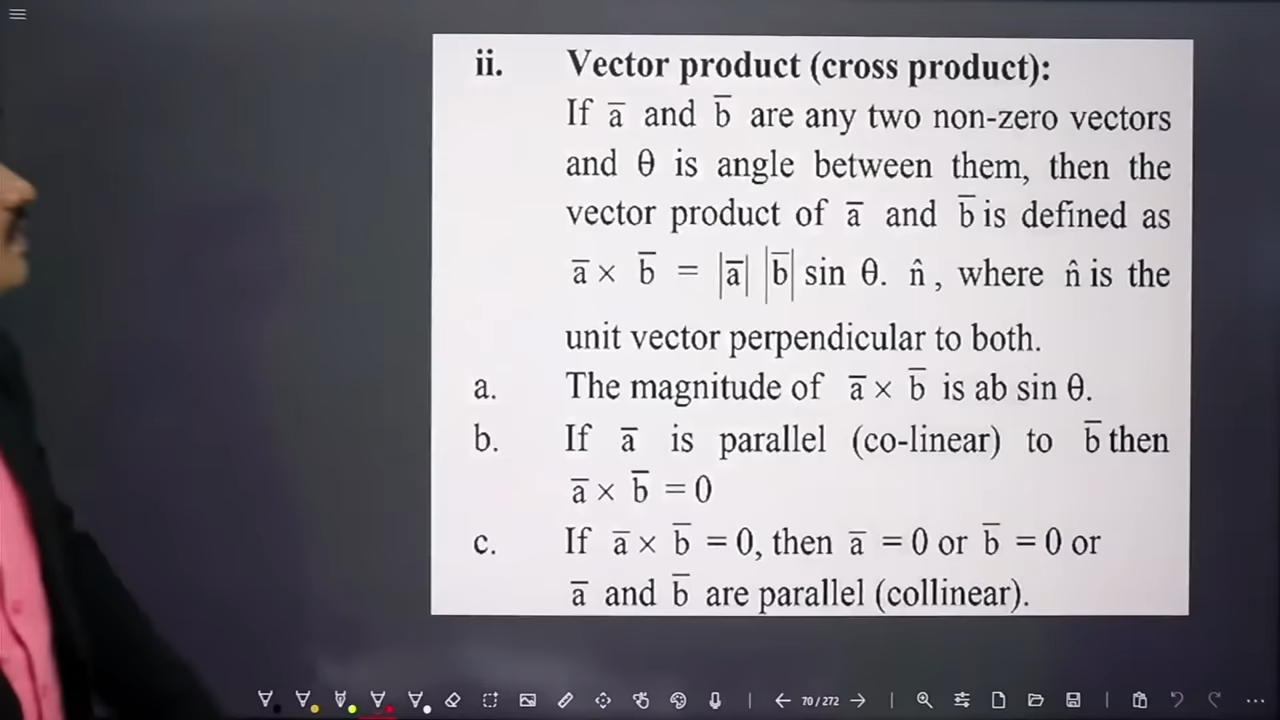 ii. Vector product (cross product):
If a̅ and b̅ are any two non-zero vectors
and θ is angle between them, then the
vector product of a̅ and b̅ is defined as
a̅ × b̅ = |a̅| |b̅| sin θ. n̂, where n̂ is the
unit vector perpendicular to both.
a. The magnitude of a̅ × b̅ is ab sin θ.
b. If a̅ is parallel (co-linear) to b̅ then
a̅ × b̅ = 0
c. If a̅ × b̅ = 0, then a̅ = 0 or b̅ = 0 or
a̅ and b̅ are parallel (collinear).
70 / 272